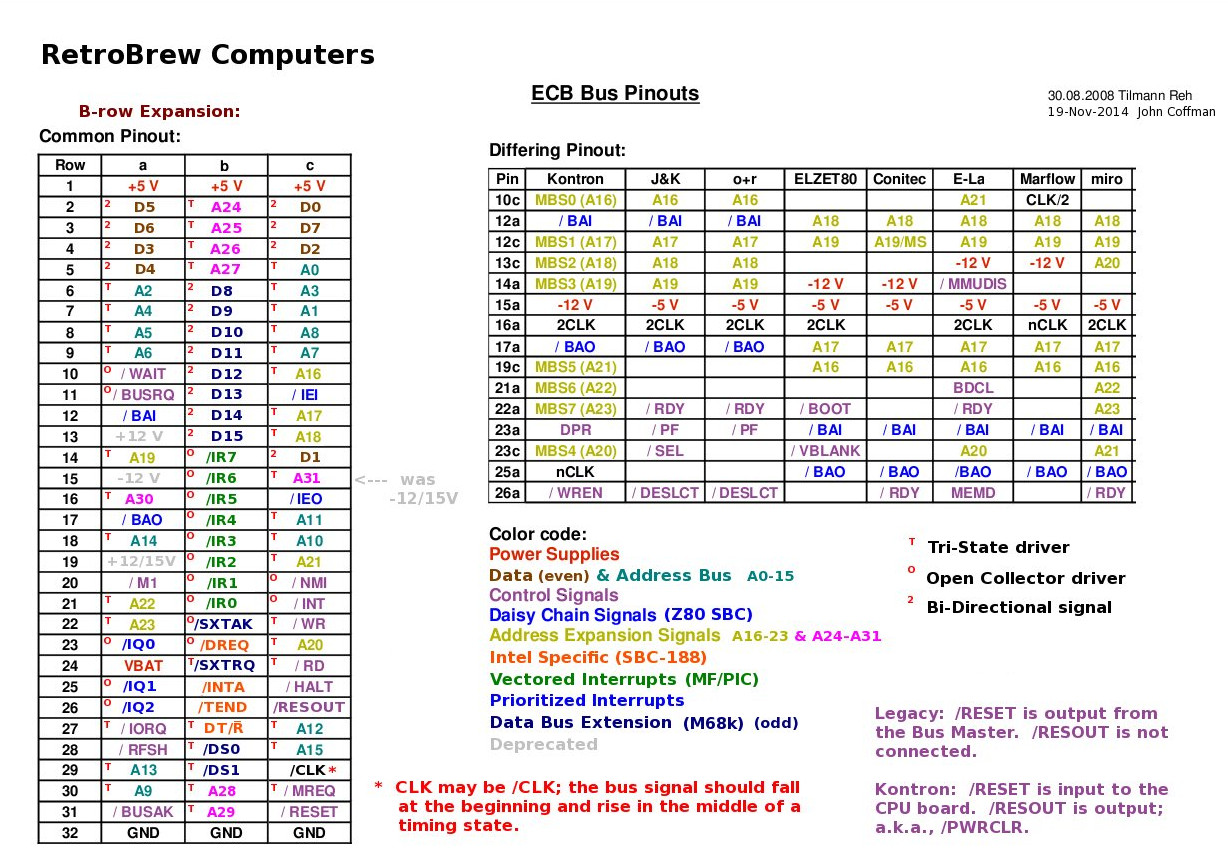 RetroBrew Computers
ECB Bus Pinouts
30.08.2008 Tilmann Reh
19-Nov-2014 John Coffman
B-row Expansion:
Common Pinout:
Row a b c
1 +5 V +5 V +5 V
2 2 D5 T A24 2 D0
3 2 D6 T A25 2 D7
4 2 D3 T A26 2 D2
5 2 D4 T A27 T A0
6 T A2 2 D8 T A3
7 T A4 2 D9 T A1
8 T A5 2 D10 T A8
9 T A6 2 D11 T A7
10 O / WAIT 2 D12 T A16
11 O / BUSRQ 2 D13 / IEI
12 / BAI 2 D14 T A17
13 +12 V 2 D15 T A18
14 T A19 O /IR7 2 D1
15 -12 V O /IR6 T A31 <--- was
16 T A30 O /IR5 / IEO -12/15V
17 / BAO O /IR4 T A11
18 T A14 O /IR3 T A10
19 +12/15V O /IR2 T A21
20 / M1 O /IR1 O / NMI
21 T A22 O /IR0 O / INT
22 T A23 O /SXTAK T / WR
23 O /IQ0 O /DREQ T A20
24 VBAT T /SXTRQ T / RD
25 O /IQ1 /INTA / HALT
26 O /IQ2 /TEND /RESOUT
27 T / IORQ T DT/R̅ T A12
28 / RFSH T /DS0 T A15
29 T A13 T /DS1 /CLK *
30 T A9 T A28 T / MREQ
31 / BUSAK T A29 / RESET
32 GND GND GND
Differing Pinout:
Pin Kontron J&K o+r ELZET80 Conitec E-La Marflow miro
10c MBS0 (A16) A16 A16 A21 CLK/2
12a / BAI / BAI / BAI A18 A18 A18 A18 A18
12c MBS1 (A17) A17 A17 A19 A19/MS A19 A19 A19
13c MBS2 (A18) A18 A18 -12 V -12 V A20
14a MBS3 (A19) A19 A19 -12 V -12 V / MMUDIS
15a -12 V -5 V -5 V -5 V -5 V -5 V -5 V -5 V
16a 2CLK 2CLK 2CLK 2CLK 2CLK nCLK 2CLK
17a / BAO / BAO / BAO A17 A17 A17 A17 A17
19c MBS5 (A21) A16 A16 A16 A16 A16
21a MBS6 (A22) BDCL A22
22a MBS7 (A23) / RDY / RDY / BOOT / RDY A23
23a DPR / PF / PF / BAI / BAI / BAI / BAI / BAI
23c MBS4 (A20) / SEL / VBLANK A20 A21
25a nCLK / BAO / BAO /BAO / BAO / BAO
26a / WREN / DESLCT / DESLCT / RDY MEMD / RDY
Color code:
Power Supplies
Data (even) & Address Bus A0-15
Control Signals
Daisy Chain Signals (Z80 SBC)
Address Expansion Signals A16-23 & A24-A31
Intel Specific (SBC-188)
Vectored Interrupts (MF/PIC)
Prioritized Interrupts
Data Bus Extension (M68k) (odd)
Deprecated
T Tri-State driver
O Open Collector driver
2 Bi-Directional signal
* CLK may be /CLK; the bus signal should fall
at the beginning and rise in the middle of a
timing state.
Legacy: /RESET is output from
the Bus Master. /RESOUT is not
connected.
Kontron: /RESET is input to the
CPU board. /RESOUT is output;
a.k.a., /PWRCLR.